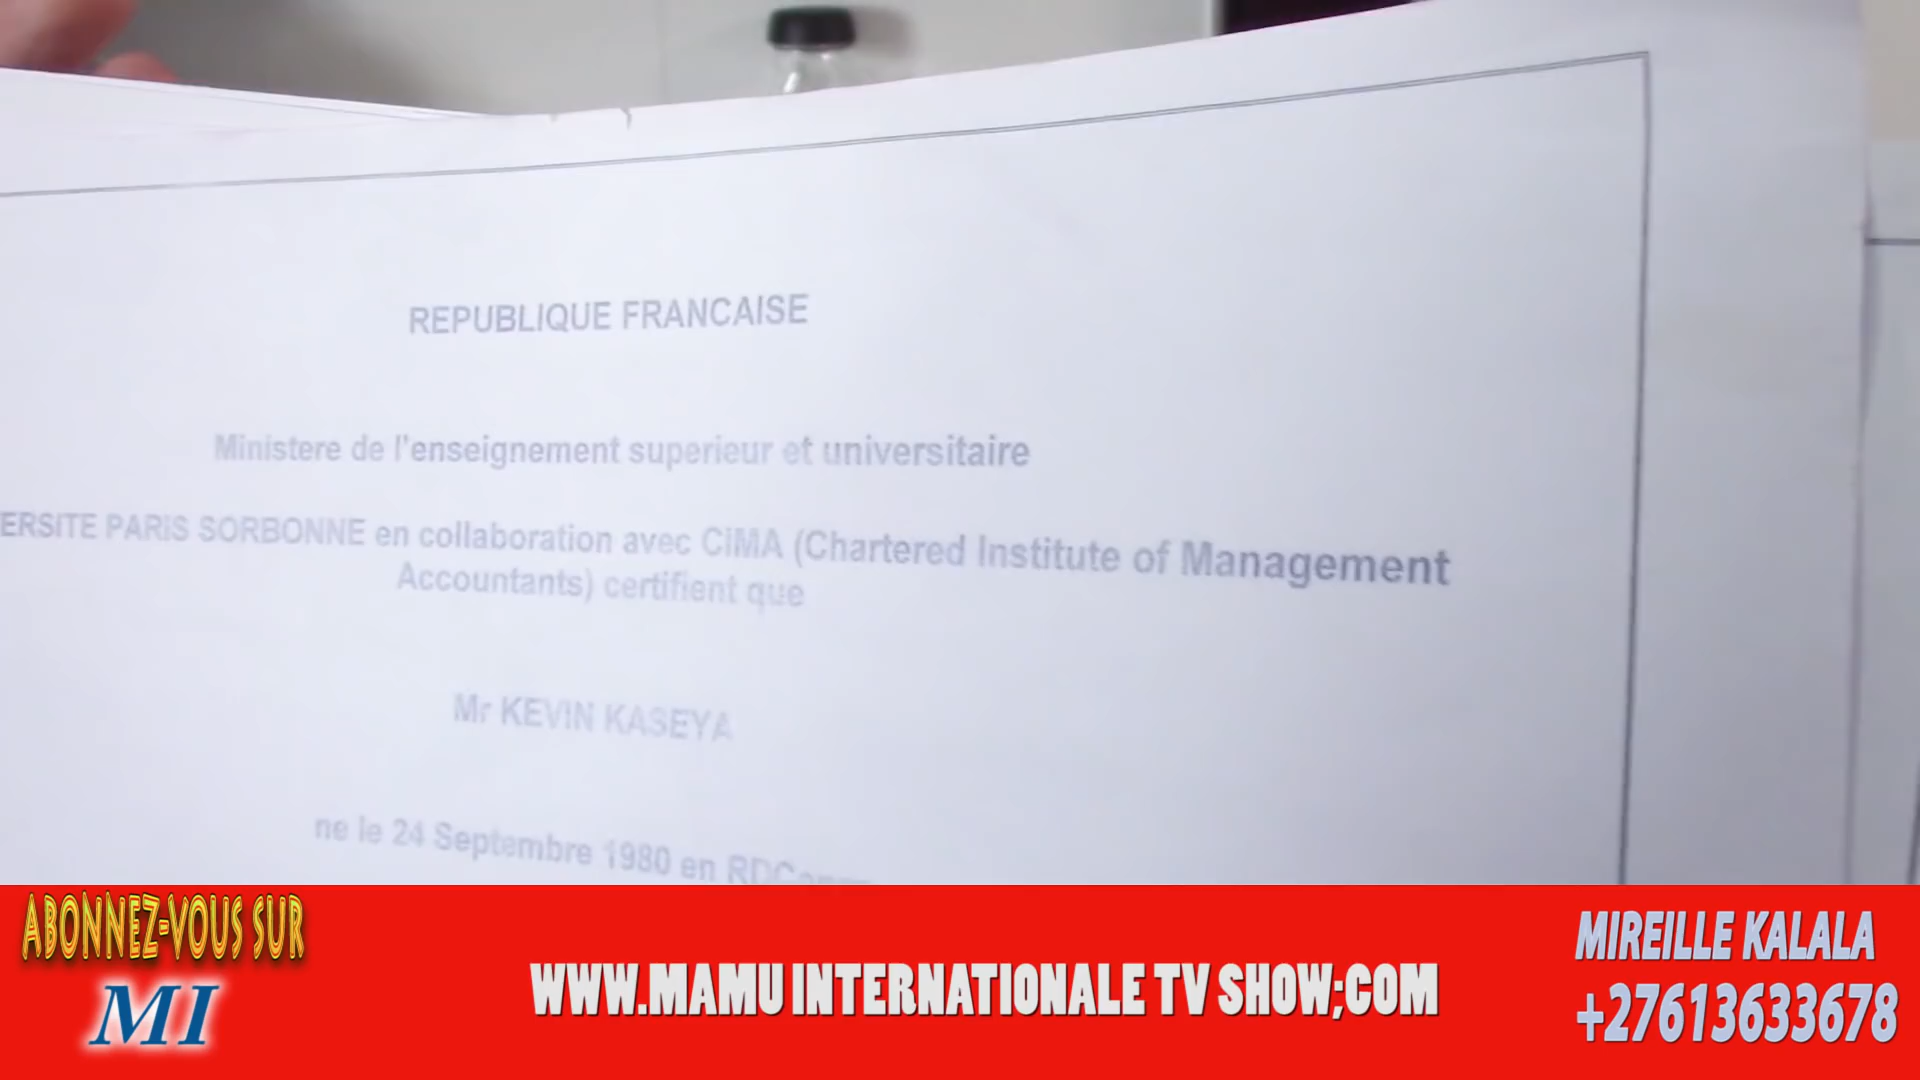 REPUBLIQUE FRANCAISE
Ministere de l'enseignement superieur et universitaire
ERSITE PARIS SORBONNE en collaboration avec CiMA (Chartered Institute of Management
Accountants) certifient que
Mr KEVIN KASEYA
ne le 24 Septembre 1980 en
ABONNEZ-VOUS SUR
MI
WWW.MAMU INTERNATIONALE TV SHOW;COM
MIREILLE KALALA
+27613633678